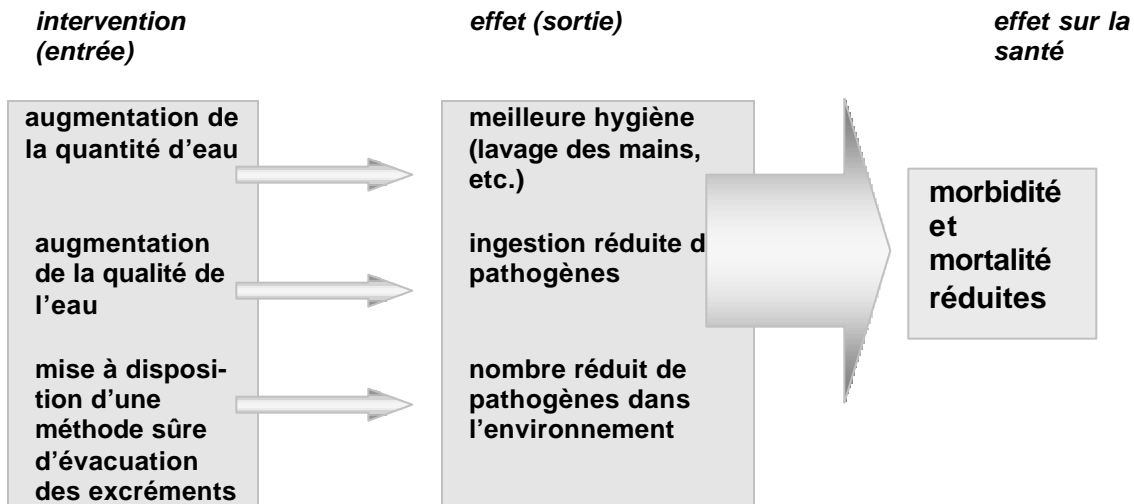 intervention
(entrée)
effet (sortie)
effet sur la
santé
augmentation de
la quantité d'eau
meilleure hygiène
(lavage des mains,
etc.)
augmentation
de la qualité de
l'eau
ingestion réduite d
pathogènes
mise à disposi-
tion d'une
méthode sûre
d'évacuation
des excréments
nombre réduit de
pathogènes dans
l'environnement
morbidité
et
mortalité
réduites